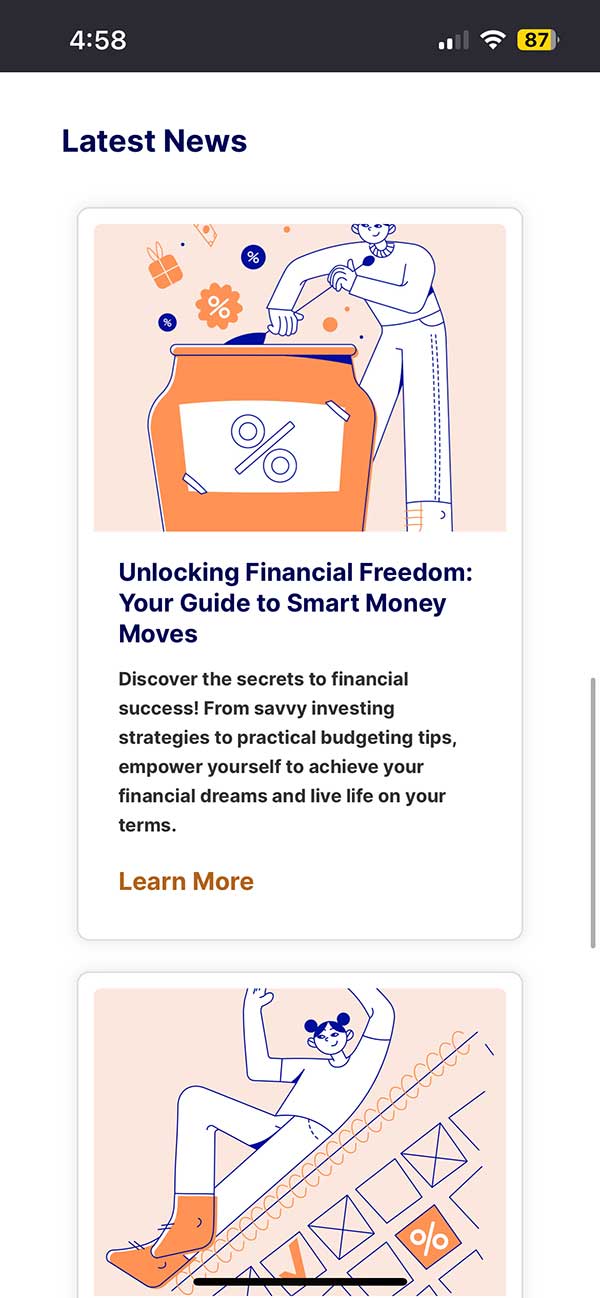 4:58
87
Latest News
%
%
%
%
Unlocking Financial Freedom:
Your Guide to Smart Money
Moves
Discover the secrets to financial
success! From savvy investing
strategies to practical budgeting tips,
empower yourself to achieve your
financial dreams and live life on your
terms.
Learn More
%